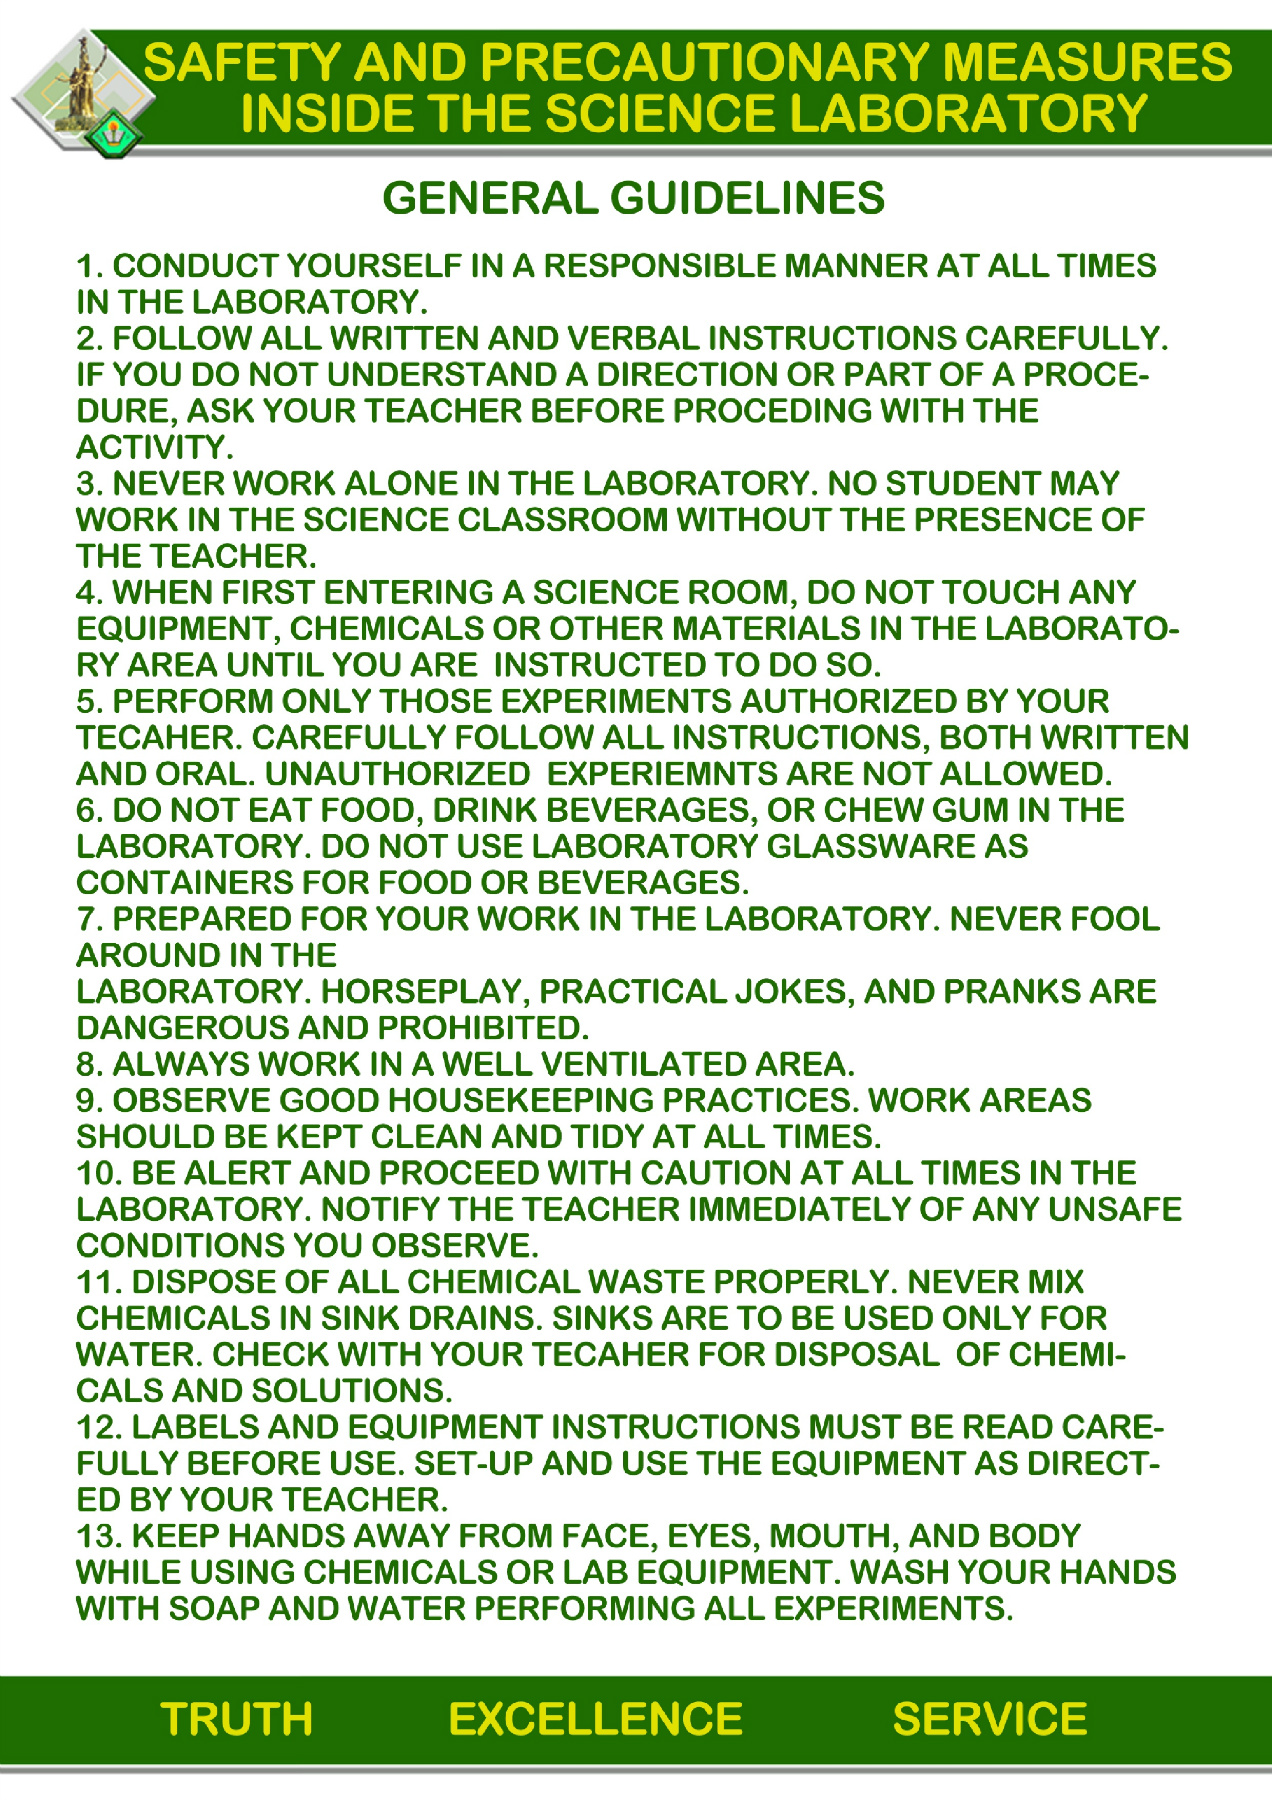 SAFETY AND PRECAUTIONARY MEASURES
INSIDE THE SCIENCE LABORATORY
GENERAL GUIDELINES
1. CONDUCT YOURSELF IN A RESPONSIBLE MANNER AT ALL TIMES
IN THE LABORATORY.
2. FOLLOW ALL WRITTEN AND VERBAL INSTRUCTIONS CAREFULLY.
IF YOU DO NOT UNDERSTAND A DIRECTION OR PART OF A PROCE-
DURE, ASK YOUR TEACHER BEFORE PROCEDING WITH THE
ACTIVITY.
3. NEVER WORK ALONE IN THE LABORATORY. NO STUDENT MAY
WORK IN THE SCIENCE CLASSROOM WITHOUT THE PRESENCE OF
THE TEACHER.
4. WHEN FIRST ENTERING A SCIENCE ROOM, DO NOT TOUCH ANY
EQUIPMENT, CHEMICALS OR OTHER MATERIALS IN THE LABORATO-
RY AREA UNTIL YOU ARE  INSTRUCTED TO DO SO.
5. PERFORM ONLY THOSE EXPERIMENTS AUTHORIZED BY YOUR
TECAHER. CAREFULLY FOLLOW ALL INSTRUCTIONS, BOTH WRITTEN
AND ORAL. UNAUTHORIZED  EXPERIEMNTS ARE NOT ALLOWED.
6. DO NOT EAT FOOD, DRINK BEVERAGES, OR CHEW GUM IN THE
LABORATORY. DO NOT USE LABORATORY GLASSWARE AS
CONTAINERS FOR FOOD OR BEVERAGES.
7. PREPARED FOR YOUR WORK IN THE LABORATORY. NEVER FOOL
AROUND IN THE
LABORATORY. HORSEPLAY, PRACTICAL JOKES, AND PRANKS ARE
DANGEROUS AND PROHIBITED.
8. ALWAYS WORK IN A WELL VENTILATED AREA.
9. OBSERVE GOOD HOUSEKEEPING PRACTICES. WORK AREAS
SHOULD BE KEPT CLEAN AND TIDY AT ALL TIMES.
10. BE ALERT AND PROCEED WITH CAUTION AT ALL TIMES IN THE
LABORATORY. NOTIFY THE TEACHER IMMEDIATELY OF ANY UNSAFE
CONDITIONS YOU OBSERVE.
11. DISPOSE OF ALL CHEMICAL WASTE PROPERLY. NEVER MIX
CHEMICALS IN SINK DRAINS. SINKS ARE TO BE USED ONLY FOR
WATER. CHECK WITH YOUR TECAHER FOR DISPOSAL  OF CHEMI-
CALS AND SOLUTIONS.
12. LABELS AND EQUIPMENT INSTRUCTIONS MUST BE READ CARE-
FULLY BEFORE USE. SET-UP AND USE THE EQUIPMENT AS DIRECT-
ED BY YOUR TEACHER.
13. KEEP HANDS AWAY FROM FACE, EYES, MOUTH, AND BODY
WHILE USING CHEMICALS OR LAB EQUIPMENT. WASH YOUR HANDS
WITH SOAP AND WATER PERFORMING ALL EXPERIMENTS.
TRUTH EXCELLENCE SERVICE